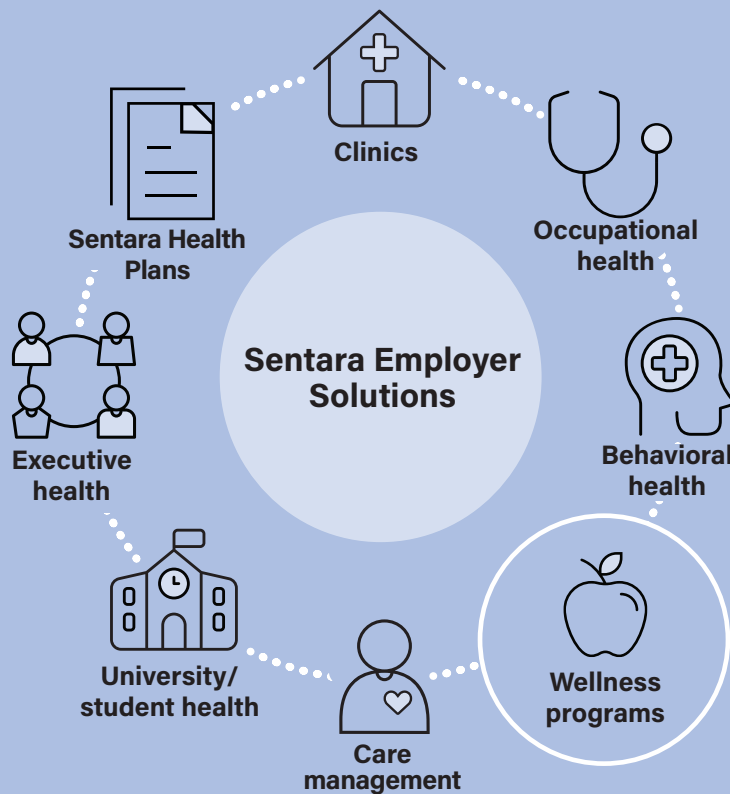 Clinics
Occupational
health
Behavioral
health
Wellness
programs
Care
management
University/
student health
Executive
health
Sentara Health
Plans
Sentara Employer
Solutions